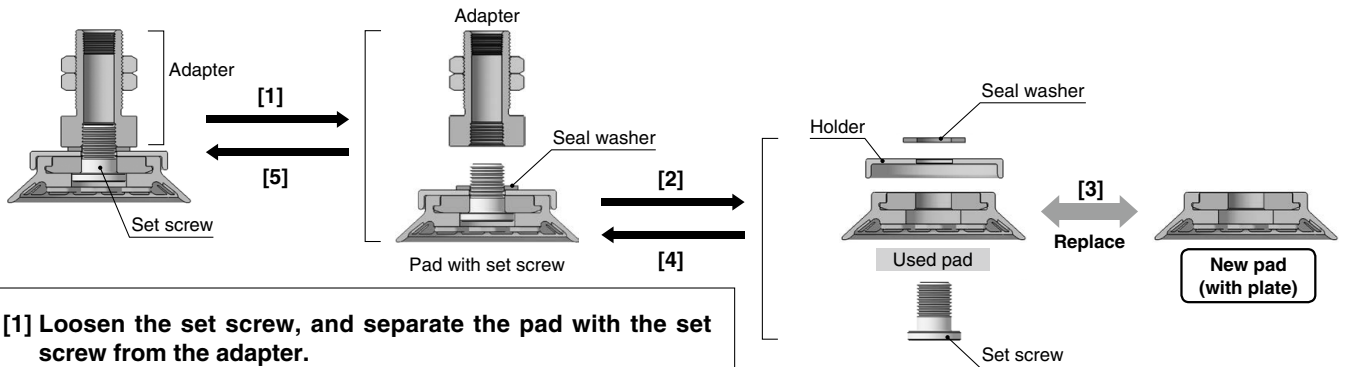 Adapter
[1]
[5]
Set screw
Adapter
Seal washer
Pad with set screw
[2]
[4]
Seal washer
Holder
Used pad
Set screw
[3]
Replace
New pad
(with plate)
[1] Loosen the set screw, and separate the pad with the set
screw from the adapter.